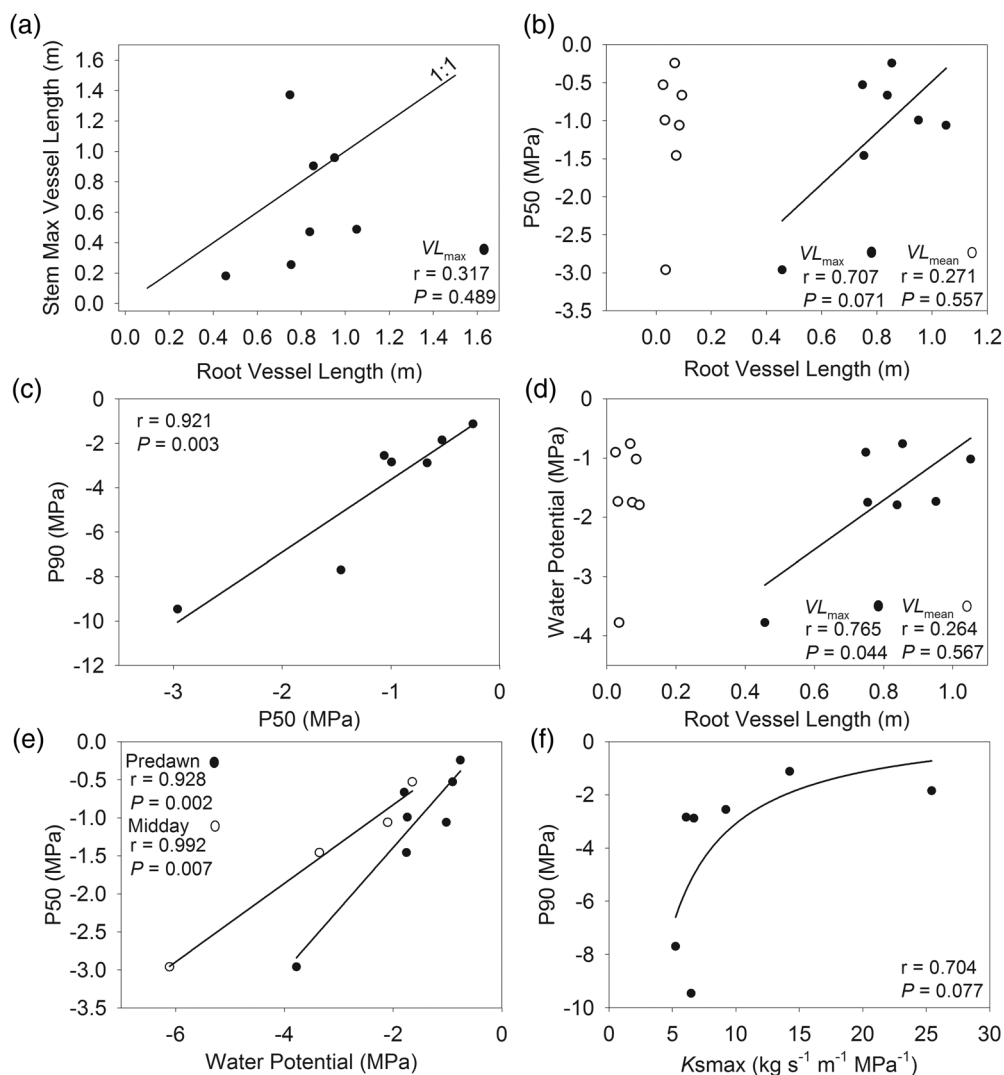 (a)
Stem Max Vessel Length (m)
1.6
1.4
1.2
1.0
0.8
0.6
0.4
0.2
0.0
1:1
VLmax
r = 0.317
P = 0.489
0.0 0.2 0.4 0.6 0.8 1.0 1.2 1.4 1.6
Root Vessel Length (m)
(b)
P50 (MPa)
0.0
-0.5
-1.0
-1.5
-2.0
-2.5
-3.0
-3.5
VLmax VLmean
r = 0.707 r = 0.271
P = 0.071 P = 0.557
0.0 0.2 0.4 0.6 0.8 1.0 1.2
Root Vessel Length (m)
(c)
P90 (MPa)
0
-2
-4
-6
-8
-10
-12
r = 0.921
P = 0.003
-3 -2 -1 0
P50 (MPa)
(d)
Water Potential (MPa)
0
-1
-2
-3
-4
VLmax VLmean
r = 0.765 r = 0.264
P = 0.044 P = 0.567
0.0 0.2 0.4 0.6 0.8 1.0
Root Vessel Length (m)
(e)
P50 (MPa)
0.0
-0.5
-1.0
-1.5
-2.0
-2.5
-3.0
-3.5
Predawn
r = 0.928
P = 0.002
Midday
r = 0.992
P = 0.007
-6 -4 -2 0
Water Potential (MPa)
(f)
P90 (MPa)
0
-2
-4
-6
-8
-10
r = 0.704
P = 0.077
0 5 10 15 20 25 30
Ksmax (kg s⁻¹ m⁻¹ MPa⁻¹)